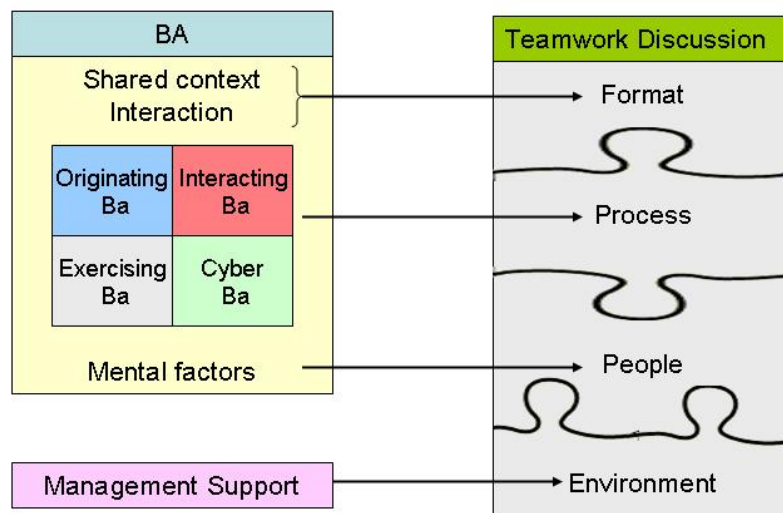 BA
Shared context
Interaction
Originating
Ba
Interacting
Ba
Exercising
Ba
Cyber
Ba
Mental factors
Management Support
Teamwork Discussion
Format
Process
People
Environment